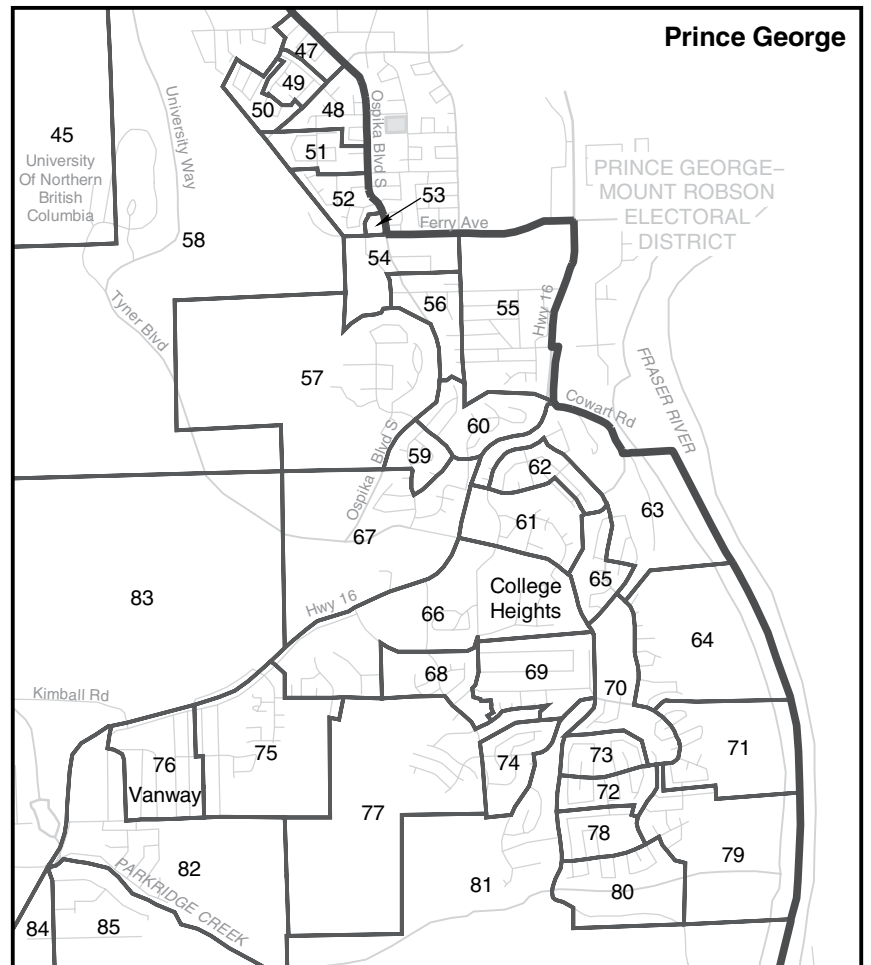 Prince George
47
49
50
48
45
University
Of Northern
British
Columbia
University Way
Ospika Blvd S
51
52
53
Ferry Ave
PRINCE GEORGE–
MOUNT ROBSON
ELECTORAL
DISTRICT
58
54
56
55
Hwy 16
Tyner Blvd
57
FRASER RIVER
Cowart Rd
60
59
Ospika Blvd S
62
63
61
67
65
83
Hwy 16
66
College
Heights
64
68
69
70
Kimball Rd
75
76
Vanway
74
73
71
72
77
78
79
82
PARKRIDGE CREEK
81
80
84
85